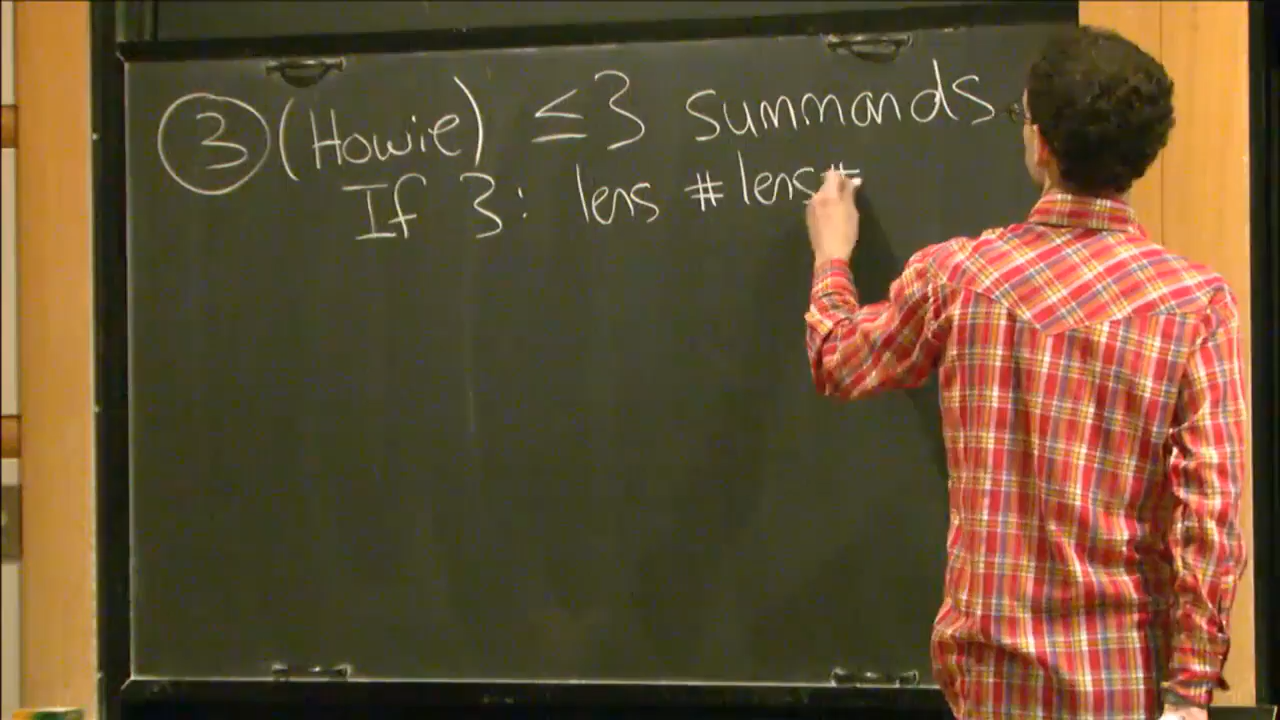 ③ (Howie) ≤3 summands
If 3: lens # lens #